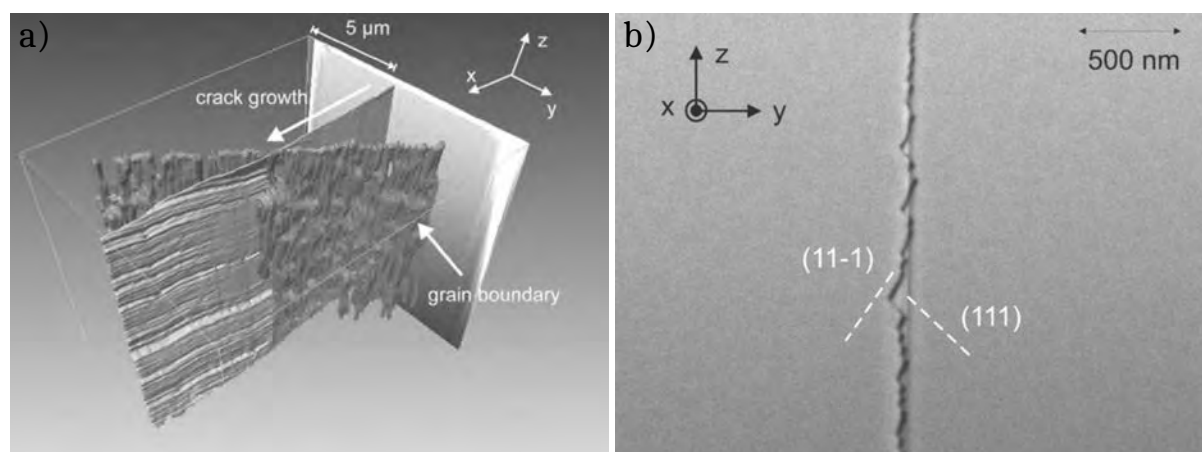 a)
5 µm
z
x
y
crack growth
grain boundary
b)
z
x
y
500 nm
(11-1)
(111)